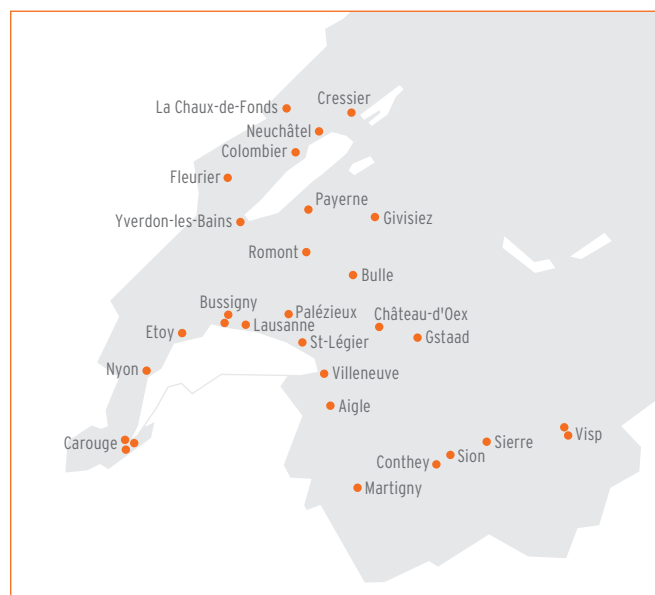 Cressier
La Chaux-de-Fonds
Neuchâtel
Colombier
Fleurier
Payerne
Givisiez
Yverdon-les-Bains
Romont
Bulle
Bussigny
Palézieux
Château-d'Oex
Etoy
Lausanne
Gstaad
St-Légier
Nyon
Villeneuve
Aigle
Carouge
Visp
Sierre
Sion
Conthey
Martigny